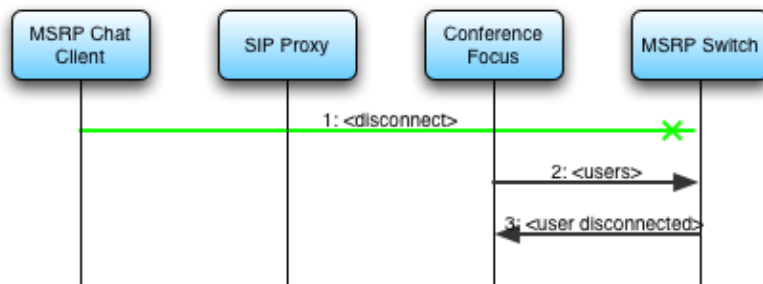 MSRP Chat
Client
SIP Proxy
Conference
Focus
MSRP Switch
1: <disconnect>
2: <users>
3: <user disconnected>